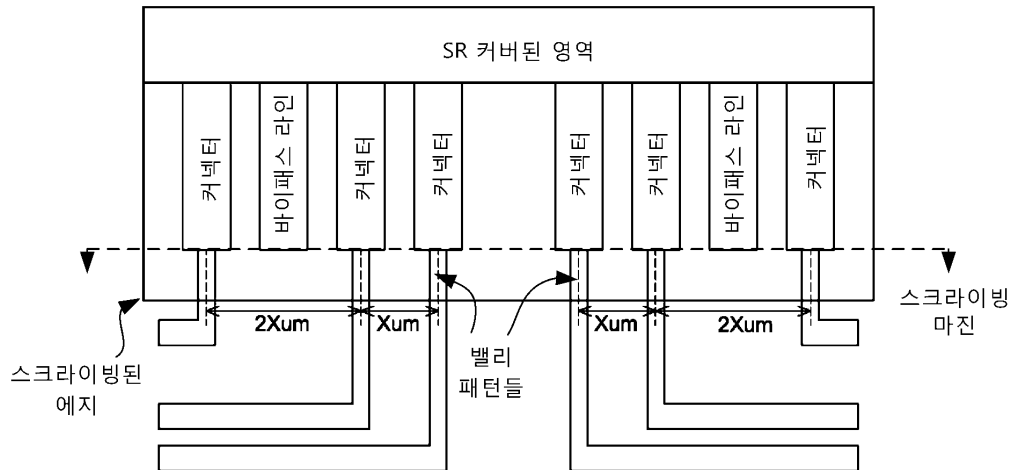 SR 커버된 영역
커넥터
바이패스 라인
커넥터
커넥터
커넥터
커넥터
바이패스 라인
커넥터
스크라이빙
마진
2Xum
Xum
Xum
2Xum
밸리
패턴들
스크라이빙된
에지